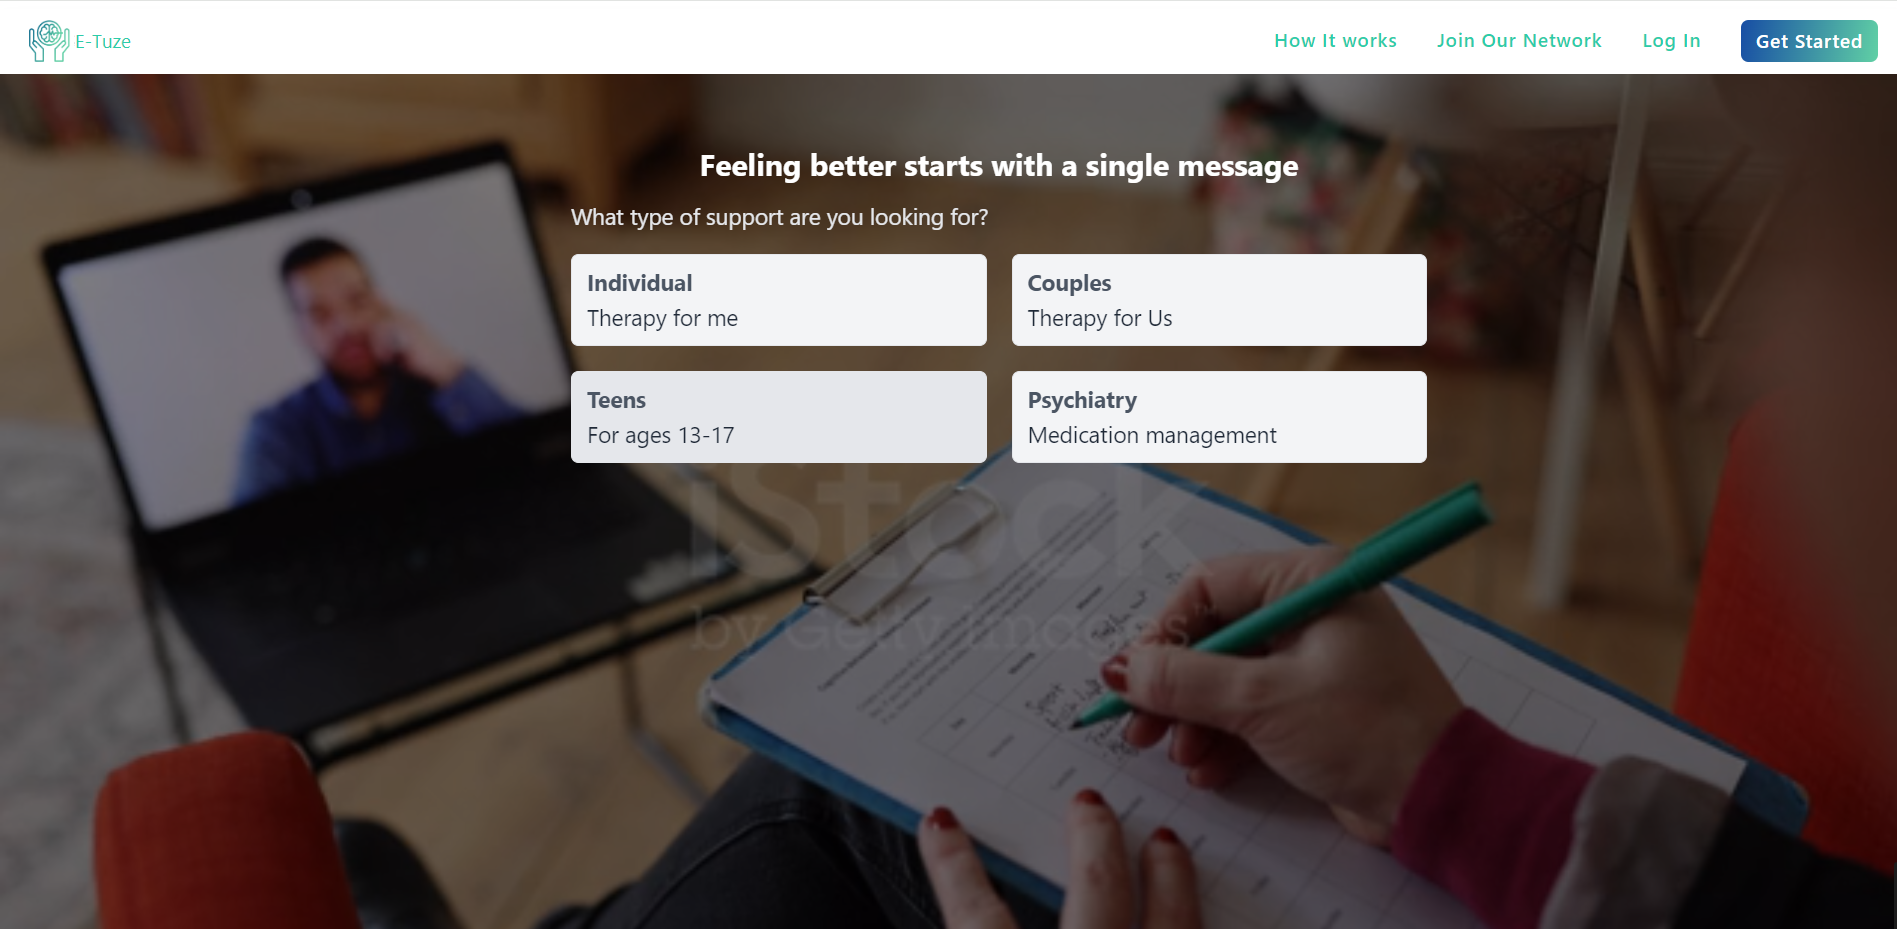 E-Tuze
How It works
Join Our Network
Log In
Get Started
Feeling better starts with a single message
What type of support are you looking for?
Individual
Therapy for me
Couples
Therapy for Us
Teens
For ages 13-17
Psychiatry
Medication management
iStock
by Getty Images™